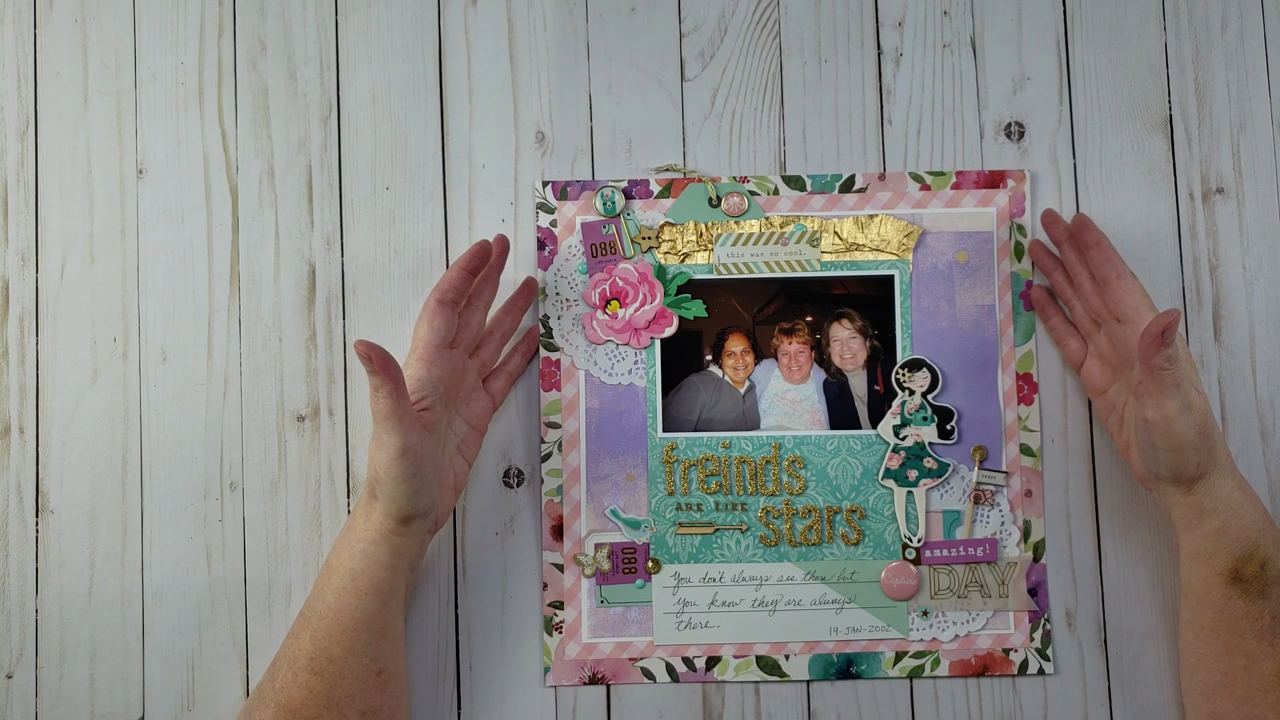 088
this was so cool.
freinds
ARE LIKE
stars
happy
088
amazing!
Capture
DAY
You don't always see them but
you know they are always
there.
19-JAN-2002